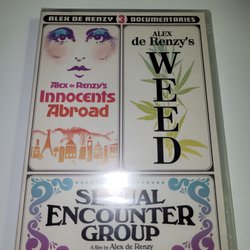 ALEX DE RENZY 3 DOCUMENTARIES
Alex de Renzy's
Innocents
Abroad
ALEX
de Renzy's
WEED
SEXUAL
ENCOUNTER
GROUP
A film by Alex de Renzy